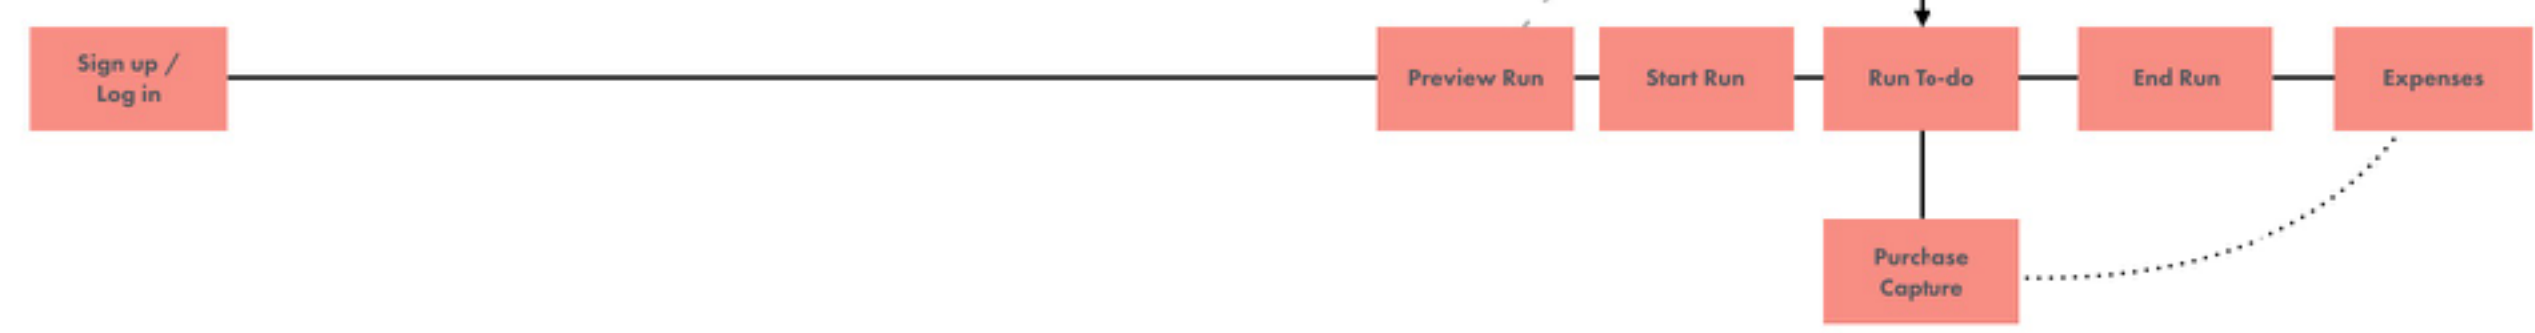 Sign up /
Log in
Preview Run
Start Run
Run To-do
End Run
Expenses
Purchase
Capture